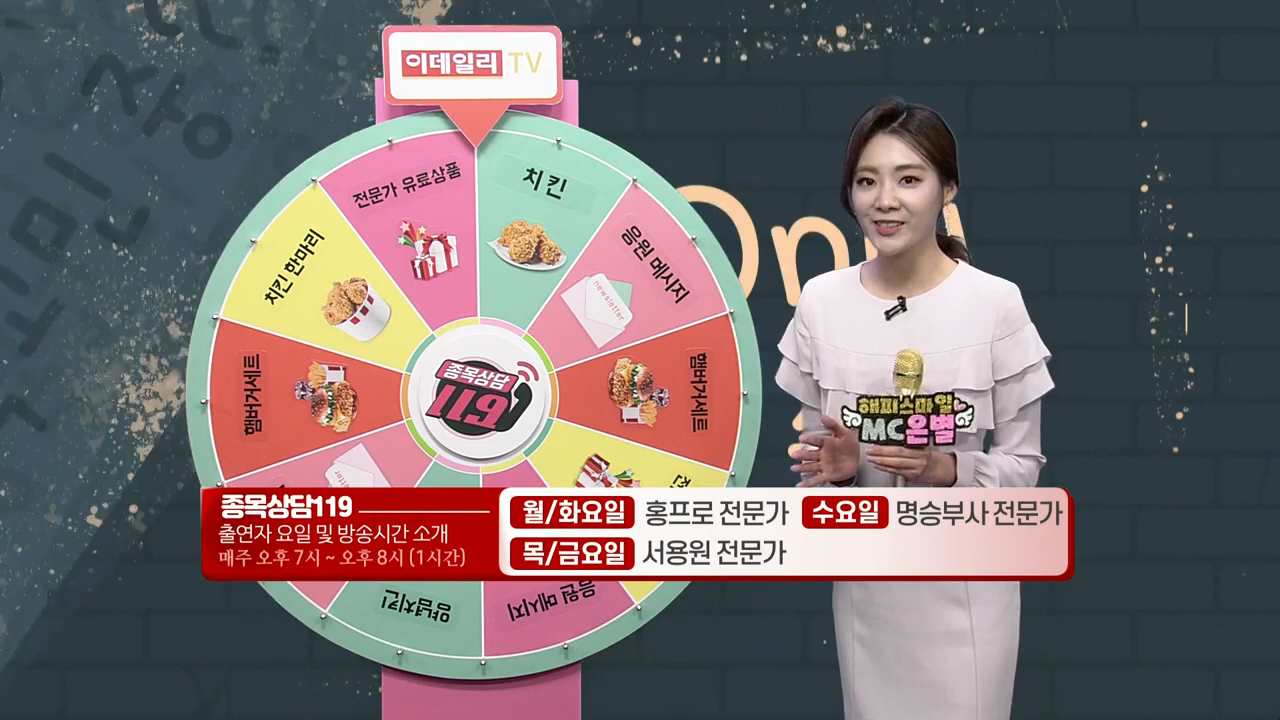 이데일리 TV
전문가 유료상품
치킨
치킨 한마리
응원 메시지
newsletter
햄버거세트
햄버거세트
종목상담
119
해피스마일
MC은별
종목상담119
출연자 요일 및 방송시간 소개
매주 오후 7시 ~ 오후 8시 (1시간)
월/화요일 홍프로 전문가 수요일 명승부사 전문가
목/금요일 서용원 전문가
양념치킨
응원 메시지